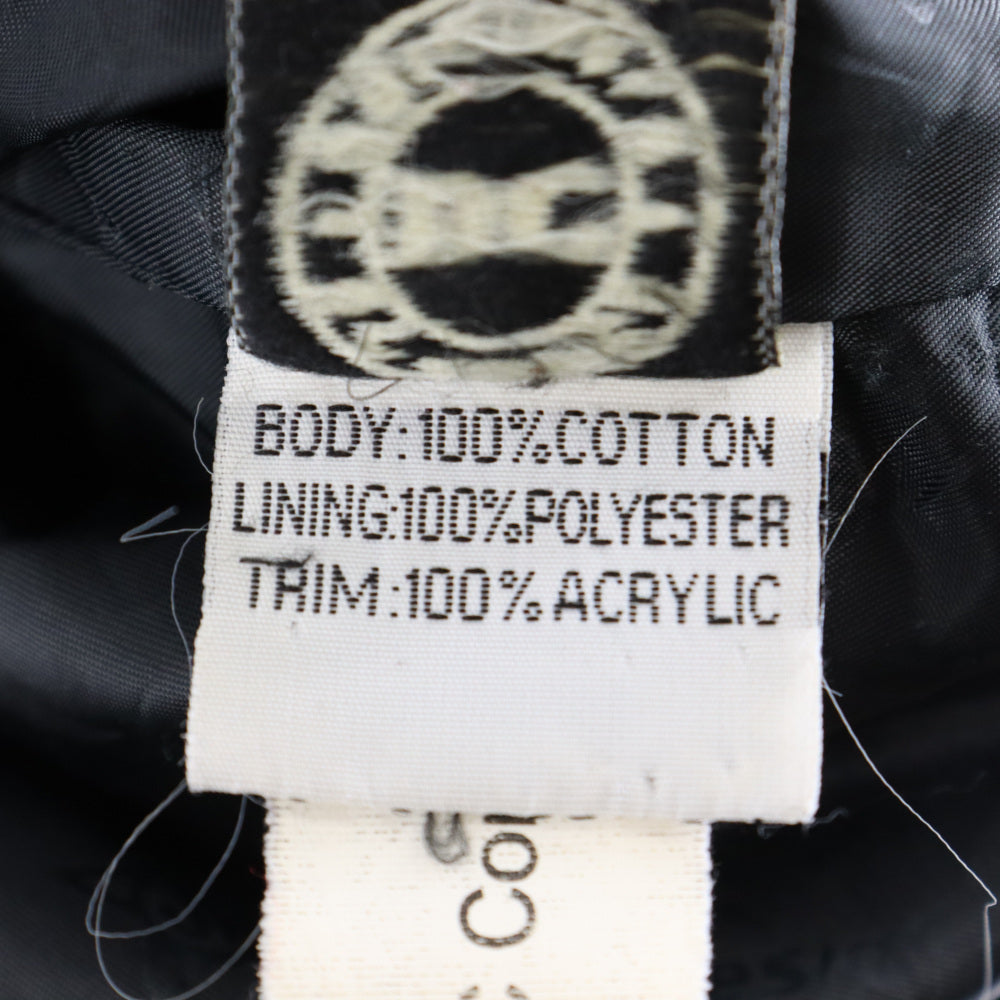 BODY:100%COTTON
LINING:100%POLYESTER
TRIM:100%ACRYLIC